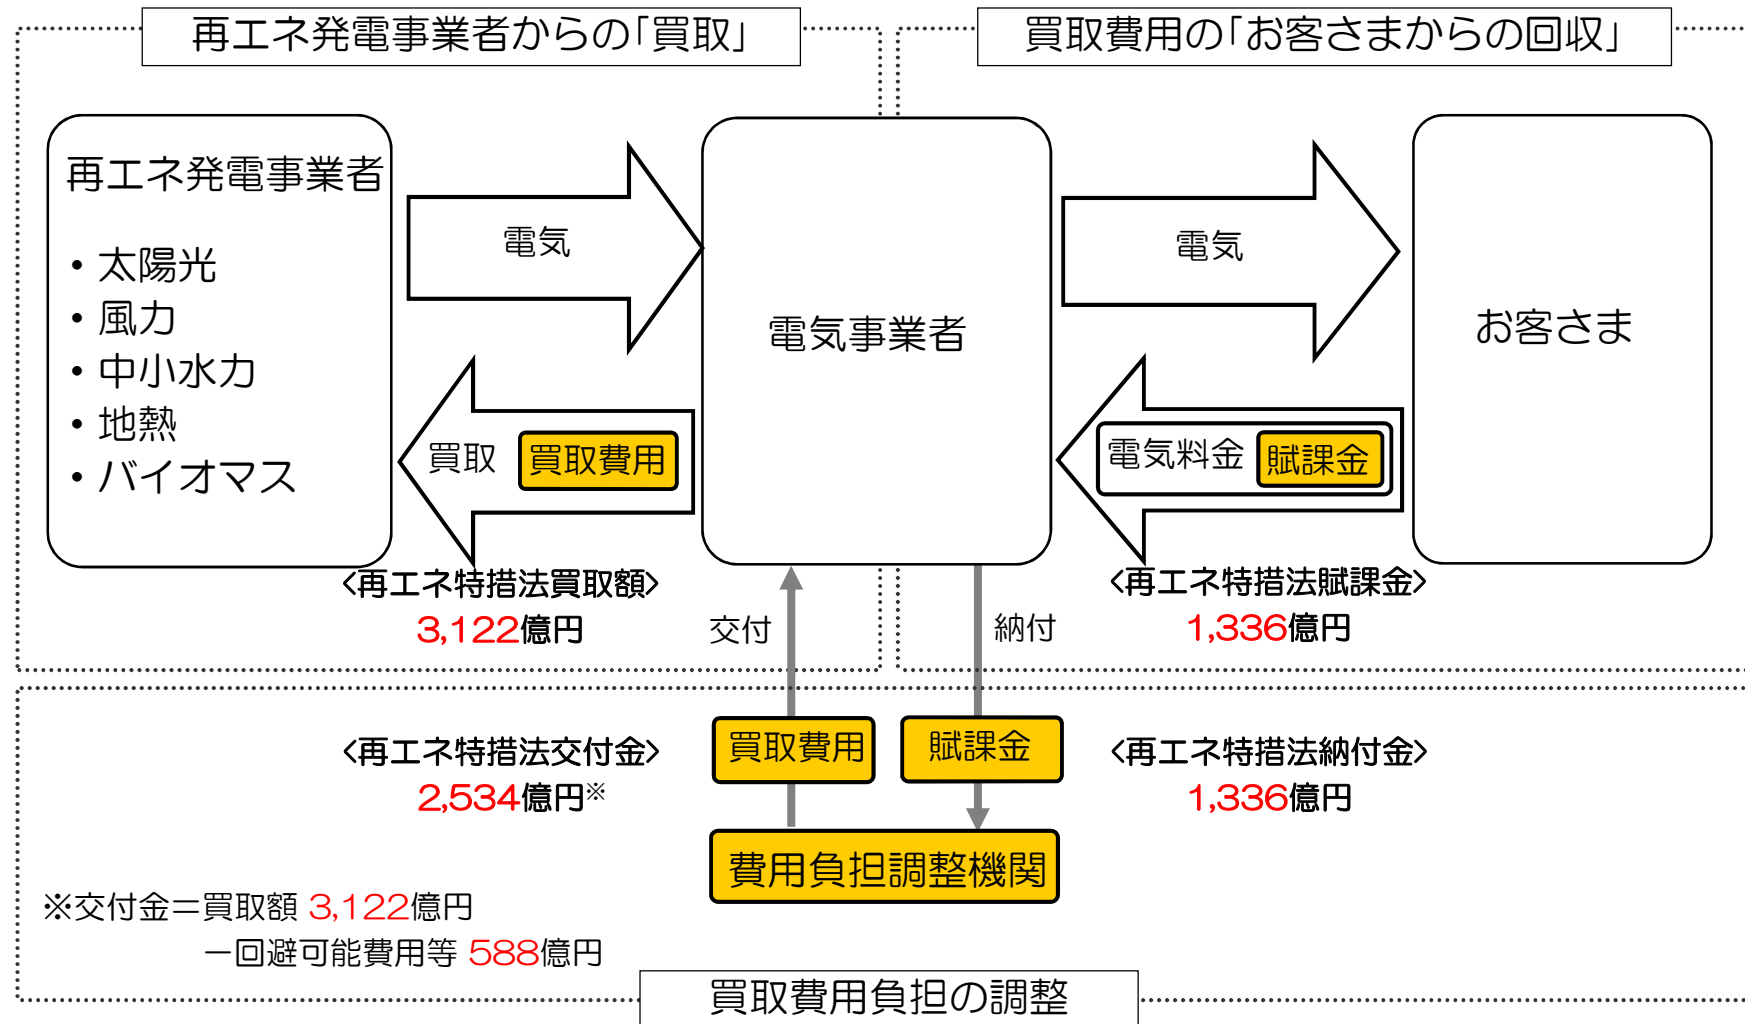 再エネ発電事業者からの「買取」
買取費用の「お客さまからの回収」
再エネ発電事業者
・太陽光
・風力
・中小水力
・地熱
・バイオマス
電気
買取 買取費用
電気事業者
電気
電気料金 賦課金
お客さま
<再エネ特措法買取額>
3,122億円
交付
納付
<再エネ特措法賦課金>
1,336億円
<再エネ特措法交付金>
2,534億円※
買取費用
賦課金
<再エネ特措法納付金>
1,336億円
費用負担調整機関
※交付金＝買取額 3,122億円
－回避可能費用等 588億円
買取費用負担の調整